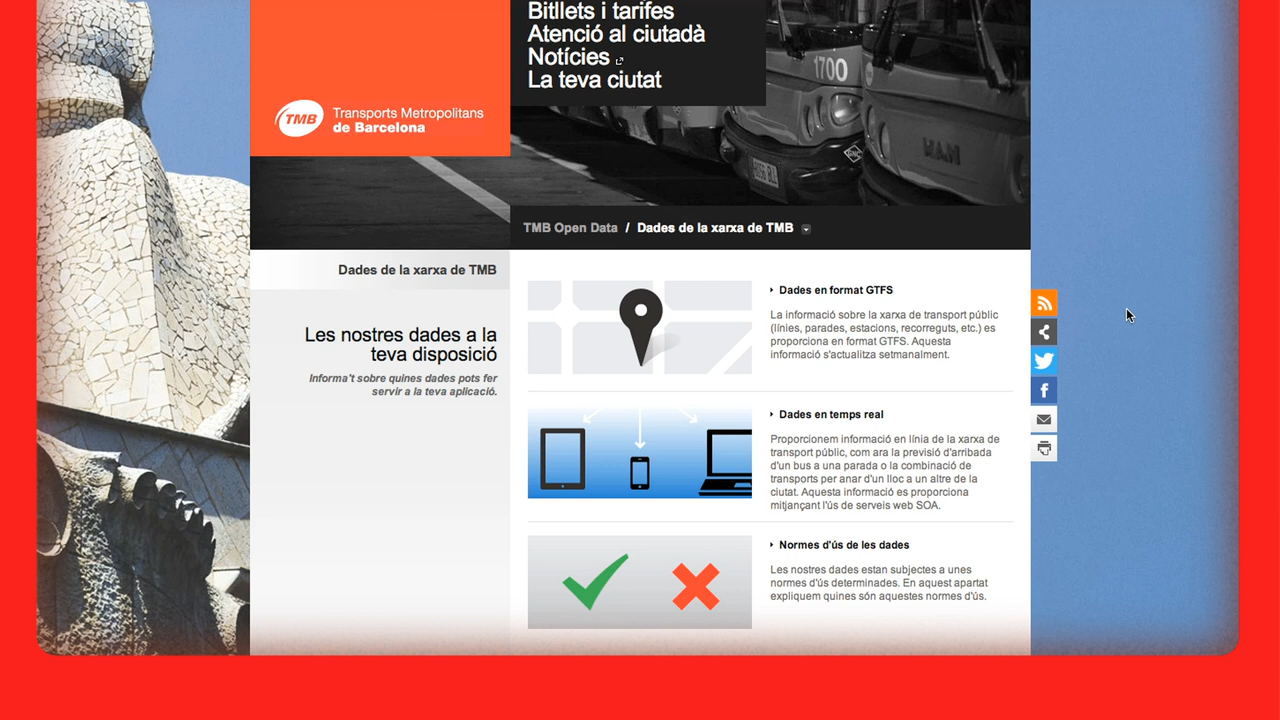 Bitllets i tarifes
Atenció al ciutadà
Notícies
La teva ciutat
1700
MAN
TMB
Transports Metropolitans
de Barcelona
TMB Open Data / Dades de la xarxa de TMB
Dades de la xarxa de TMB
Les nostres dades a la
teva disposició
Informa't sobre quines dades pots fer
servir a la teva aplicació.
Dades en format GTFS
La informació sobre la xarxa de transport públic
(línies, parades, estacions, recorreguts, etc.) es
proporciona en format GTFS. Aquesta
informació s'actualitza setmanalment.
Dades en temps real
Proporcionem informació en línia de la xarxa de
transport públic, com ara la previsió d'arribada
d'un bus a una parada o la combinació de
transports per anar d'un lloc a un altre de la
ciutat. Aquesta informació es proporciona
mitjançant l'ús de serveis web SOA.
Normes d'ús de les dades
Les nostres dades estan subjectes a unes
normes d'ús determinades. En aquest apartat
expliquem quines són aquestes normes d'ús.